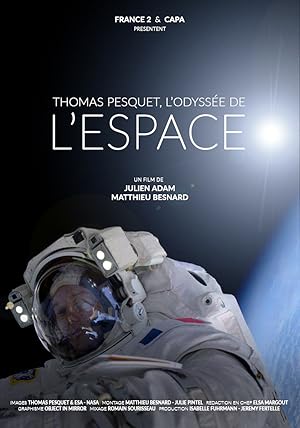 FRANCE 2 & CAPA
PRESENTENT
THOMAS PESQUET, L'ODYSSÉE DE
L'ESPACE
UN FILM DE
JULIEN ADAM
MATTHIEU BESNARD
IMAGES THOMAS PESQUET & ESA - NASA MONTAGE MATTHIEU BESNARD - JULIE PINTEL REDACTION EN CHEF ELSA MARGOUT
GRAPHISME OBJECT IN MIRROR MIXAGE ROMAIN SOURISSEAU PRODUCTION ISABELLE FUHRMANN - JEREMY FERTELLE